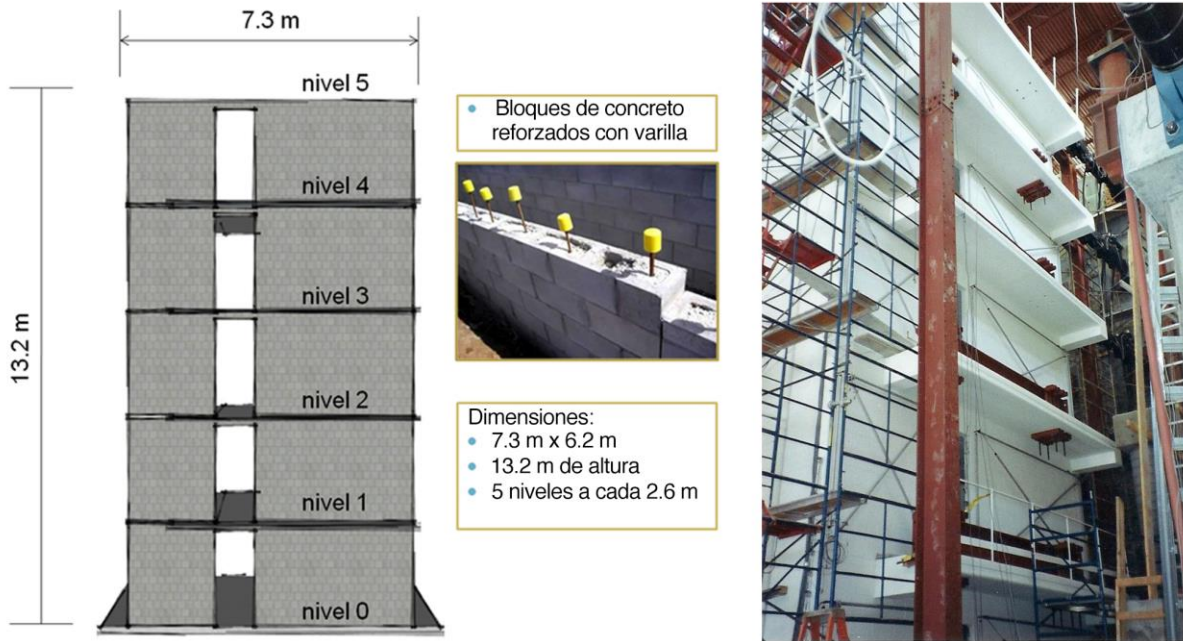 7.3 m
nivel 5
nivel 4
nivel 3
nivel 2
nivel 1
nivel 0
13.2 m
• Bloques de concreto
reforzados con varilla
Dimensiones:
• 7.3 m x 6.2 m
• 13.2 m de altura
• 5 niveles a cada 2.6 m